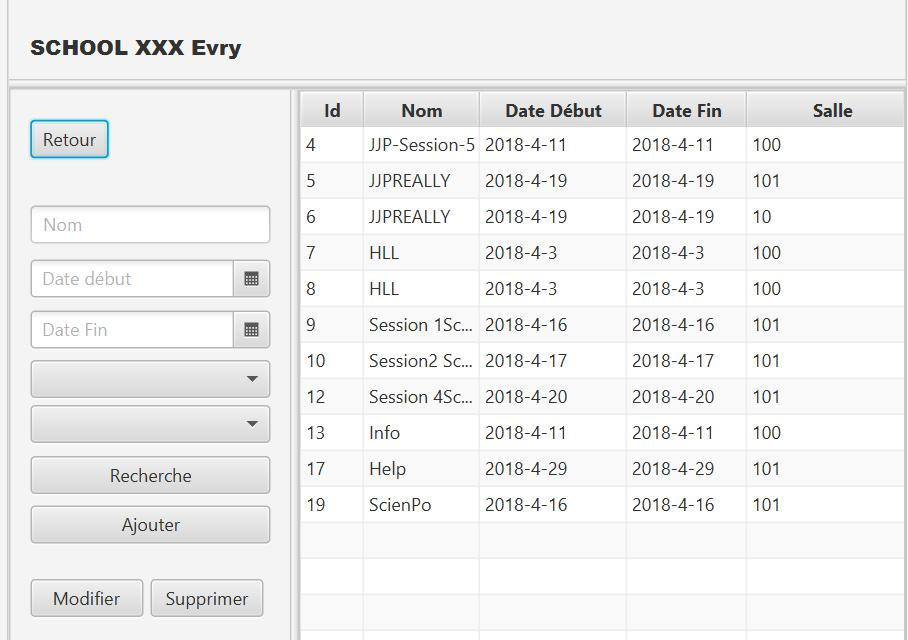 SCHOOL XXX Evry
Retour
Nom
Date début
Date Fin
Recherche
Ajouter
Modifier Supprimer
Id Nom Date Début Date Fin Salle
4 JJP-Session-5 2018-4-11 2018-4-11 100
5 JJPREALLY 2018-4-19 2018-4-19 101
6 JJPREALLY 2018-4-19 2018-4-19 10
7 HLL 2018-4-3 2018-4-3 100
8 HLL 2018-4-3 2018-4-3 100
9 Session 1Sc... 2018-4-16 2018-4-16 101
10 Session2 Sc... 2018-4-17 2018-4-17 101
12 Session 4Sc... 2018-4-20 2018-4-20 101
13 Info 2018-4-11 2018-4-11 100
17 Help 2018-4-29 2018-4-29 101
19 ScienPo 2018-4-16 2018-4-16 101